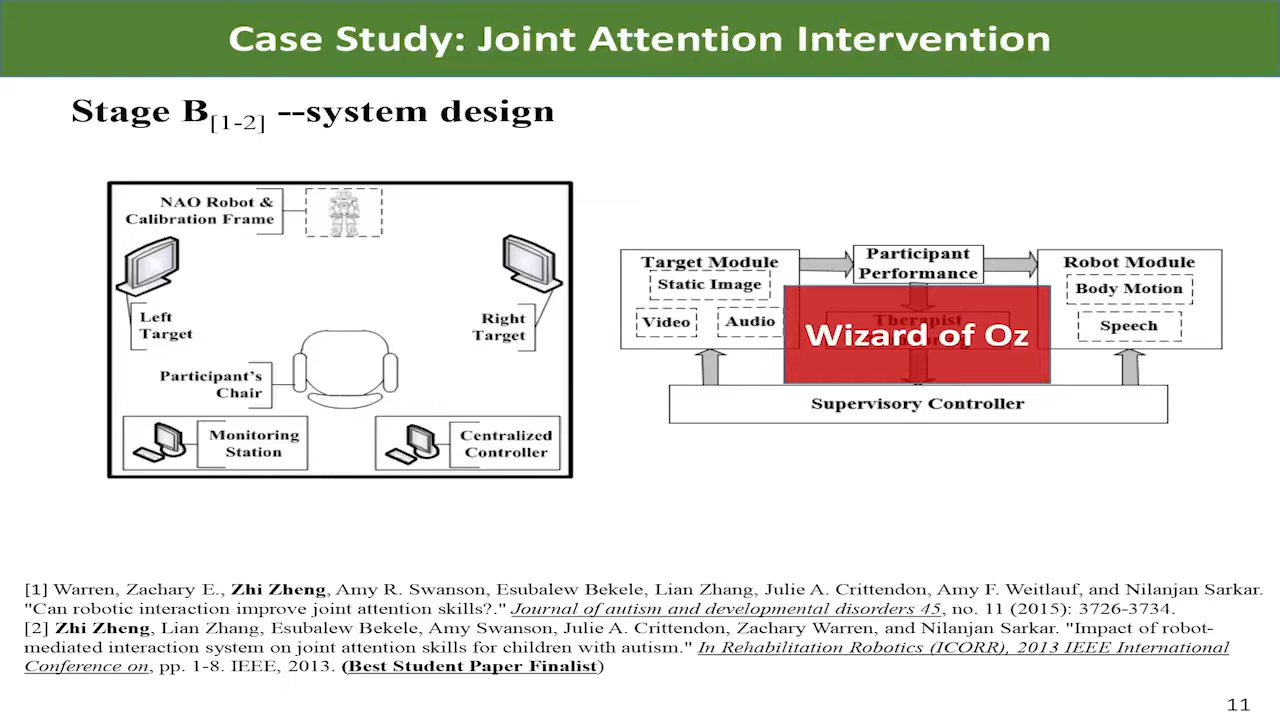 Case Study: Joint Attention Intervention
Stage B[1-2] --system design
NAO Robot &
Calibration Frame
Left
Target
Right
Target
Participant's
Chair
Monitoring
Station
Centralized
Controller
Target Module
Static Image
Video
Audio
Participant
Performance
Robot Module
Body Motion
Speech
Therapist
Wizard of Oz
Supervisory Controller
[1] Warren, Zachary E., Zhi Zheng, Amy R. Swanson, Esubalew Bekele, Lian Zhang, Julie A. Crittendon, Amy F. Weitlauf, and Nilanjan Sarkar.
"Can robotic interaction improve joint attention skills?." Journal of autism and developmental disorders 45, no. 11 (2015): 3726-3734.
[2] Zhi Zheng, Lian Zhang, Esubalew Bekele, Amy Swanson, Julie A. Crittendon, Zachary Warren, and Nilanjan Sarkar. "Impact of robot-
mediated interaction system on joint attention skills for children with autism." In Rehabilitation Robotics (ICORR), 2013 IEEE International
Conference on, pp. 1-8. IEEE, 2013. (Best Student Paper Finalist)
11